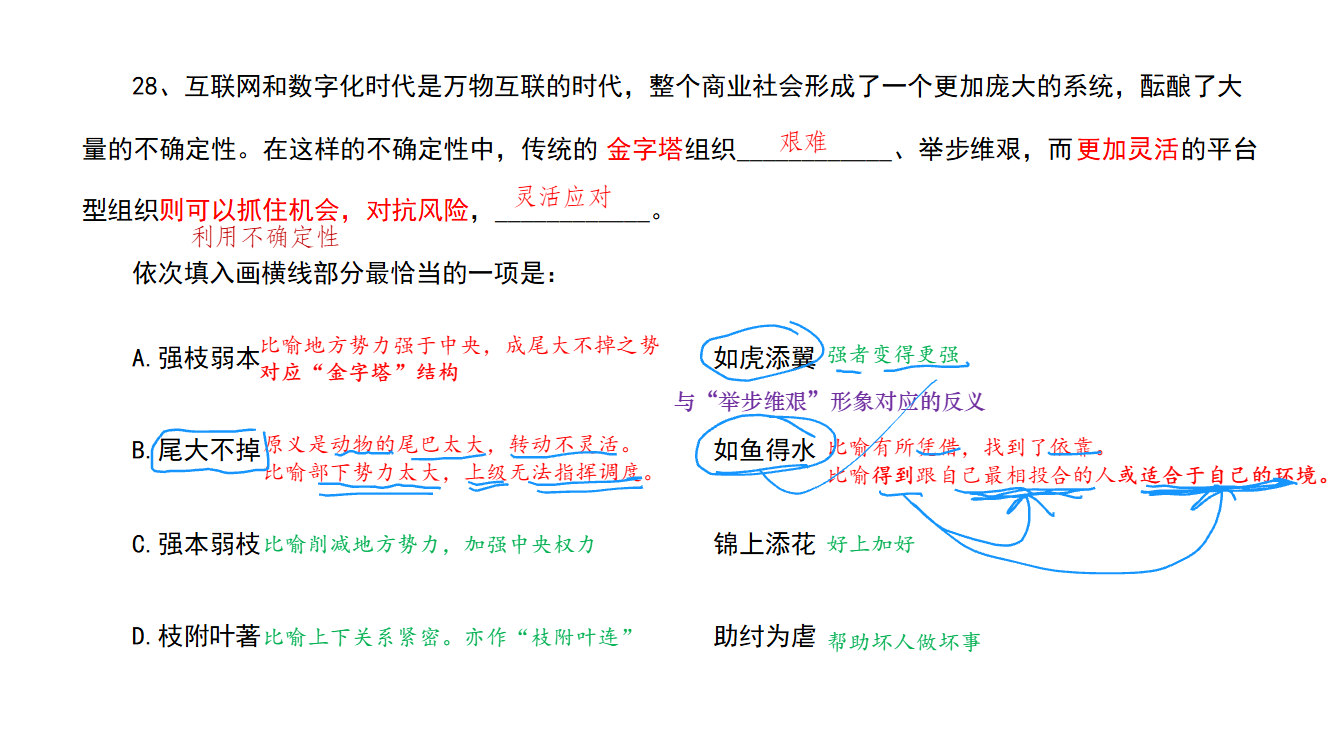 28、互联网和数字化时代是万物互联的时代，整个商业社会形成了一个更加庞大的系统，酝酿了大
量的不确定性。在这样的不确定性中，传统的 金字塔组织____________、举步维艰，而更加灵活的平台
艰难
型组织则可以抓住机会，对抗风险，____________。
灵活应对
利用不确定性
依次填入画横线部分最恰当的一项是：
A. 强枝弱本 比喻地方势力强于中央，成尾大不掉之势 如虎添翼 强者变得更强
对应“金字塔”结构
与“举步维艰”形象对应的反义
B. 尾大不掉 原义是动物的尾巴太大，转动不灵活。 如鱼得水 比喻有所凭借，找到了依靠。
比喻部下势力太大，上级无法指挥调度。 比喻得到跟自己最相投合的人或适合于自己的环境。
C. 强本弱枝 比喻削减地方势力，加强中央权力 锦上添花 好上加好
D. 枝附叶著 比喻上下关系紧密。亦作“枝附叶连” 助纣为虐 帮助坏人做坏事